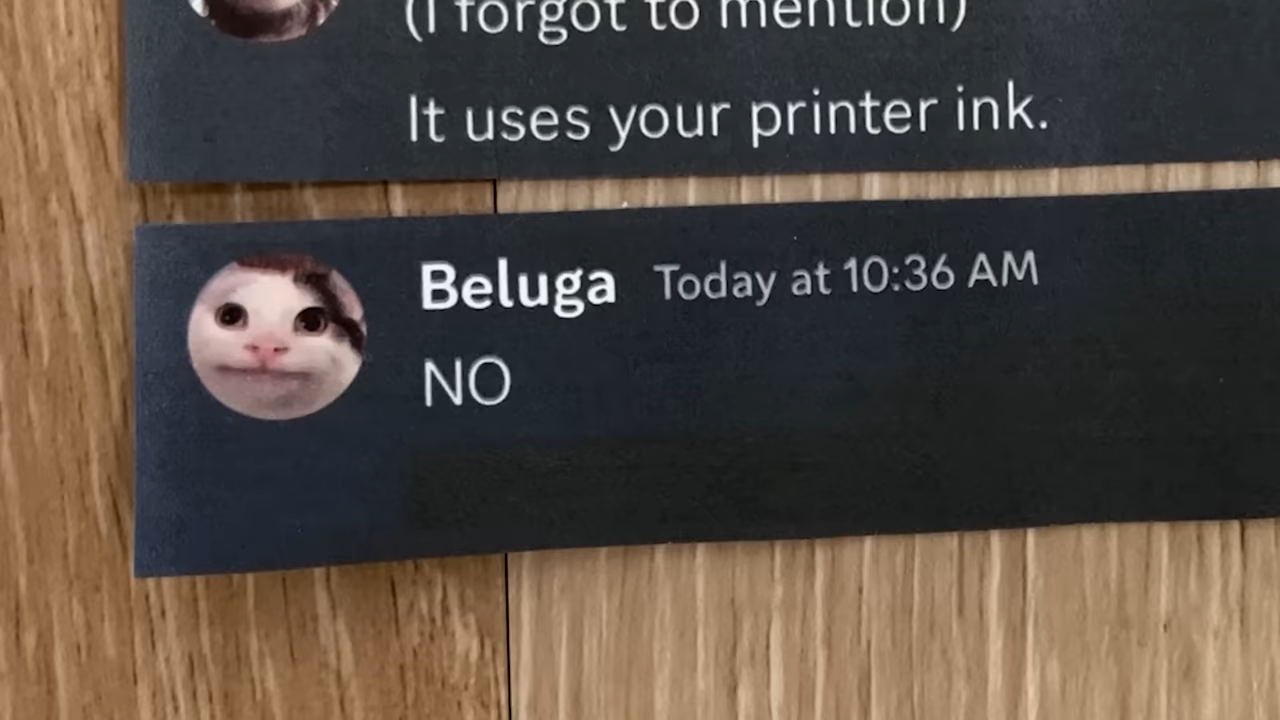 (I forgot to mention)
It uses your printer ink.
Beluga Today at 10:36 AM
NO